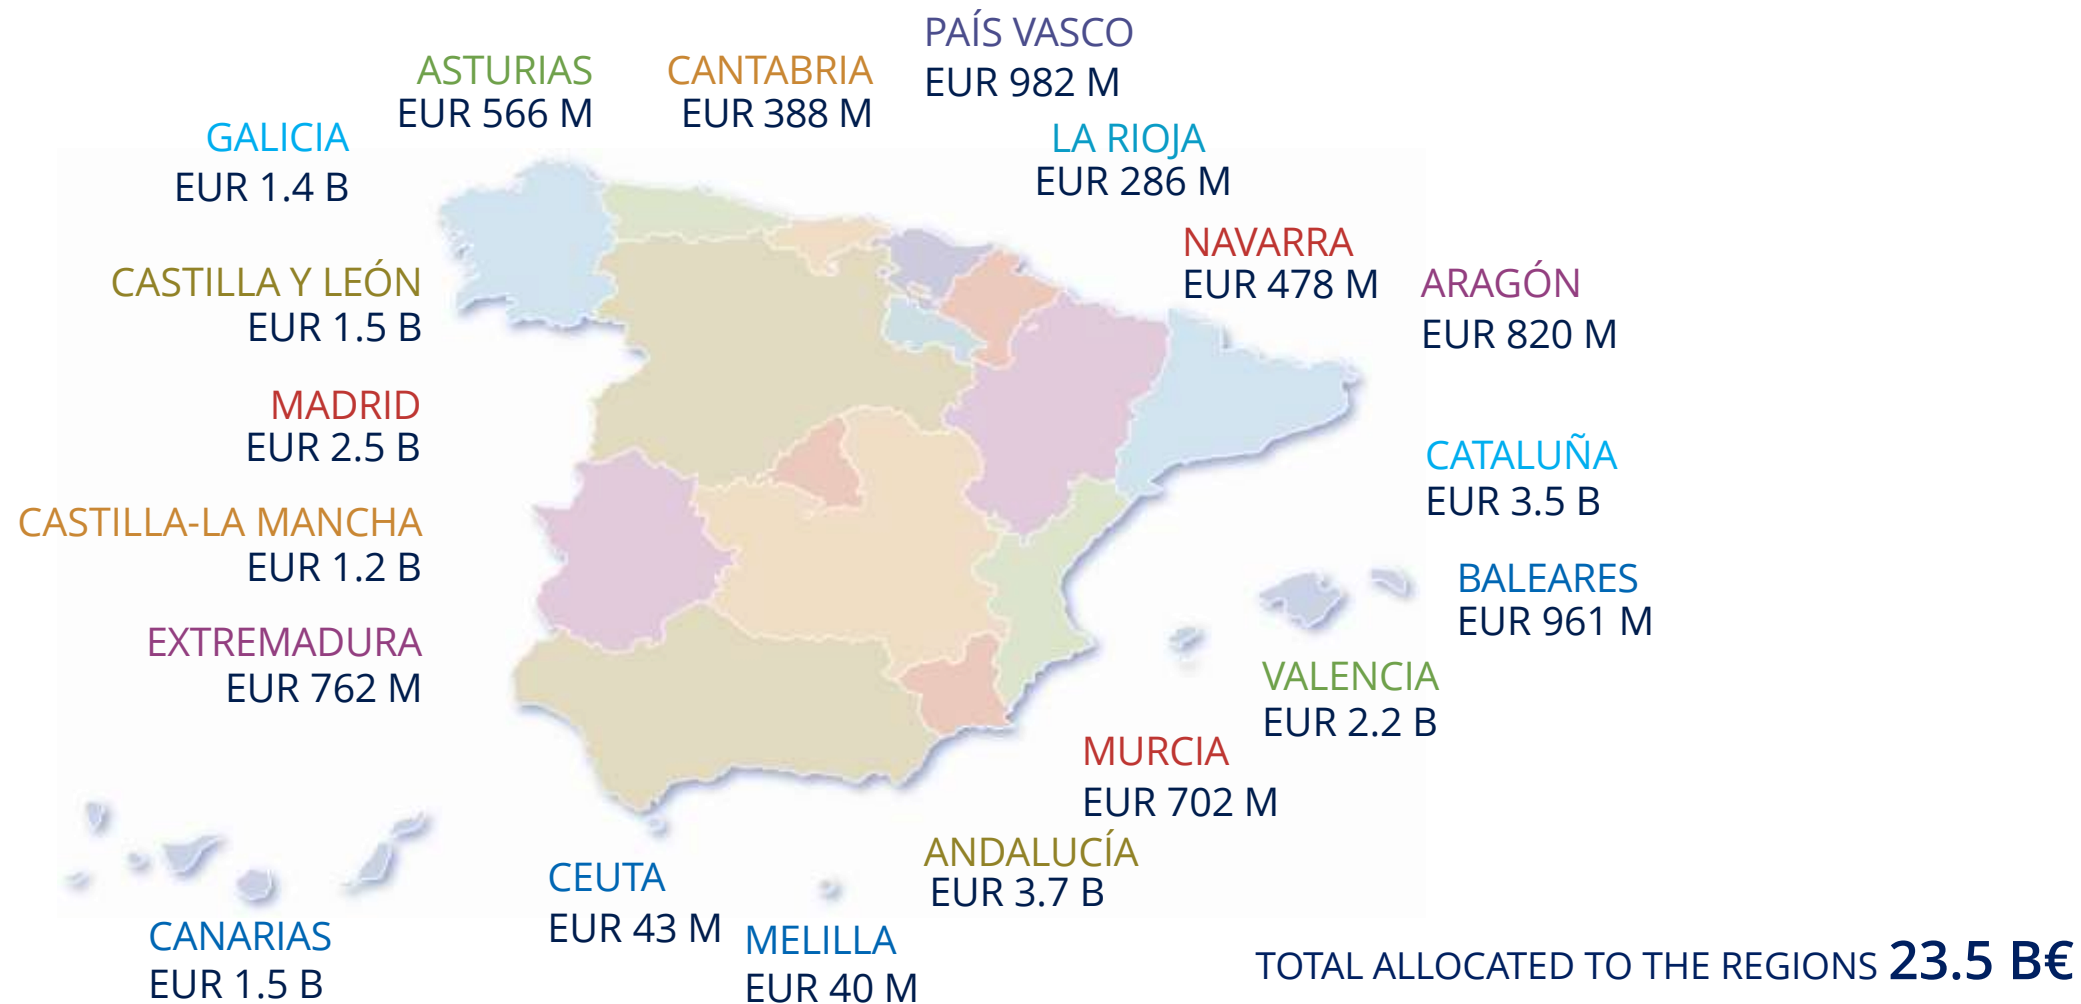 PAÍS VASCO
EUR 982 M
ASTURIAS
EUR 566 M
CANTABRIA
EUR 388 M
GALICIA
EUR 1.4 B
LA RIOJA
EUR 286 M
NAVARRA
EUR 478 M
ARAGÓN
EUR 820 M
CASTILLA Y LEÓN
EUR 1.5 B
MADRID
EUR 2.5 B
CATALUÑA
EUR 3.5 B
CASTILLA-LA MANCHA
EUR 1.2 B
BALEARES
EUR 961 M
EXTREMADURA
EUR 762 M
VALENCIA
EUR 2.2 B
MURCIA
EUR 702 M
ANDALUCÍA
EUR 3.7 B
CEUTA
EUR 43 M
MELILLA
EUR 40 M
CANARIAS
EUR 1.5 B
TOTAL ALLOCATED TO THE REGIONS 23.5 B€